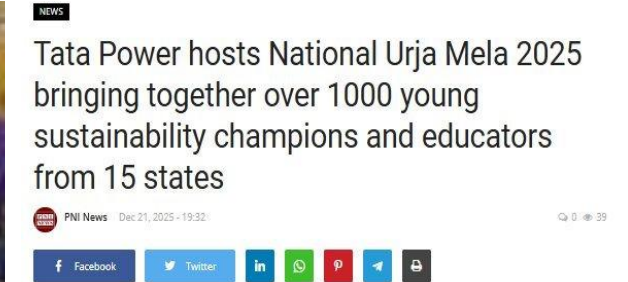 NEWS
Tata Power hosts National Urja Mela 2025
bringing together over 1000 young
sustainability champions and educators
from 15 states
PNI News Dec 21, 2025 - 19:32 0 39
Facebook Twitter in